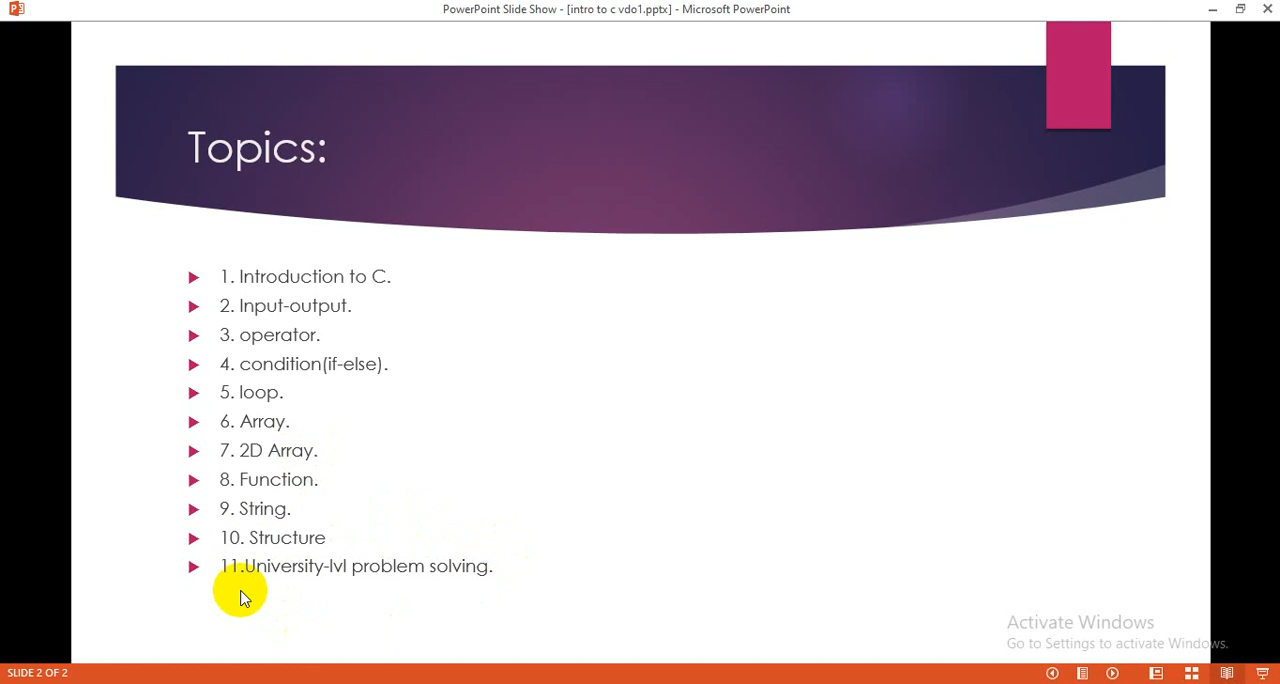 PowerPoint Slide Show - [intro to c vdo1.pptx] - Microsoft PowerPoint
Topics:
1. Introduction to C.
2. Input-output.
3. operator.
4. condition(if-else).
5. loop.
6. Array.
7. 2D Array.
8. Function.
9. String.
10. Structure
11.University-lvl problem solving.
Activate Windows
Go to Settings to activate Windows.
SLIDE 2 OF 2